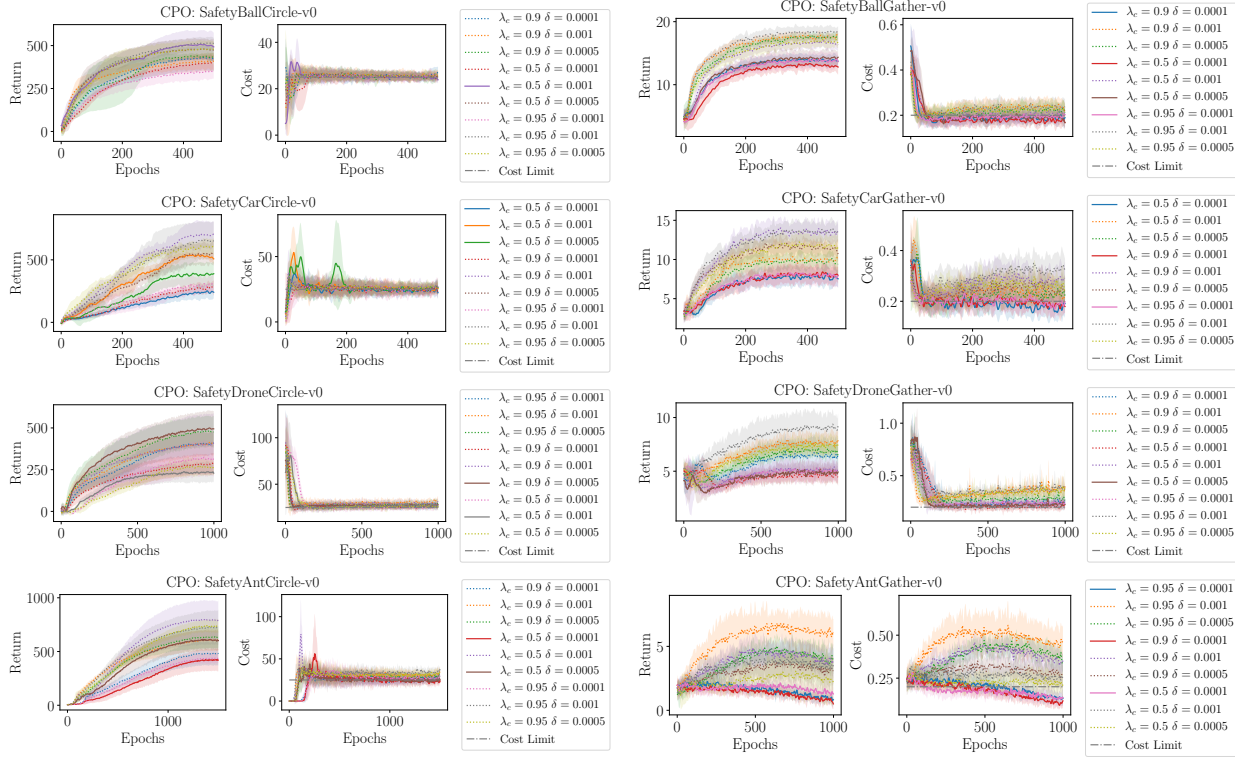 CPO: SafetyBallCircle-v0
Return
500
250
0
0
200
400
Epochs
Cost
40
20
0
0
200
400
Epochs
λc = 0.9 δ = 0.0001
λc = 0.9 δ = 0.001
λc = 0.9 δ = 0.0005
λc = 0.5 δ = 0.0001
λc = 0.5 δ = 0.001
λc = 0.5 δ = 0.0005
λc = 0.95 δ = 0.0001
λc = 0.95 δ = 0.001
λc = 0.95 δ = 0.0005
Cost Limit
CPO: SafetyBallGather-v0
Return
20
10
0
200
400
Epochs
Cost
0.6
0.4
0.2
0
200
400
Epochs
λc = 0.9 δ = 0.0001
λc = 0.9 δ = 0.001
λc = 0.9 δ = 0.0005
λc = 0.5 δ = 0.0001
λc = 0.5 δ = 0.001
λc = 0.5 δ = 0.0005
λc = 0.95 δ = 0.0001
λc = 0.95 δ = 0.001
λc = 0.95 δ = 0.0005
Cost Limit
CPO: SafetyCarCircle-v0
Return
500
0
0
200
400
Epochs
Cost
50
0
0
200
400
Epochs
λc = 0.5 δ = 0.0001
λc = 0.5 δ = 0.001
λc = 0.5 δ = 0.0005
λc = 0.9 δ = 0.0001
λc = 0.9 δ = 0.001
λc = 0.9 δ = 0.0005
λc = 0.95 δ = 0.0001
λc = 0.95 δ = 0.001
λc = 0.95 δ = 0.0005
Cost Limit
CPO: SafetyCarGather-v0
Return
15
10
5
0
200
400
Epochs
Cost
0.4
0.2
0
500
Epochs
λc = 0.5 δ = 0.0001
λc = 0.5 δ = 0.001
λc = 0.5 δ = 0.0005
λc = 0.9 δ = 0.0001
λc = 0.9 δ = 0.001
λc = 0.9 δ = 0.0005
λc = 0.95 δ = 0.0001
λc = 0.95 δ = 0.001
λc = 0.95 δ = 0.0005
Cost Limit
CPO: SafetyDroneCircle-v0
Return
500
250
0
0
500
1000
Epochs
Cost
100
50
0
1000
Epochs
λc = 0.95 δ = 0.0001
λc = 0.95 δ = 0.001
λc = 0.95 δ = 0.0005
λc = 0.9 δ = 0.0001
λc = 0.9 δ = 0.001
λc = 0.9 δ = 0.0005
λc = 0.5 δ = 0.0001
λc = 0.5 δ = 0.001
λc = 0.5 δ = 0.0005
Cost Limit
CPO: SafetyDroneGather-v0
Return
10
5
0
500
1000
Epochs
Cost
1.0
0.5
0
500
1000
Epochs
λc = 0.9 δ = 0.0001
λc = 0.9 δ = 0.001
λc = 0.9 δ = 0.0005
λc = 0.5 δ = 0.0001
λc = 0.5 δ = 0.001
λc = 0.5 δ = 0.0005
λc = 0.95 δ = 0.0001
λc = 0.95 δ = 0.001
λc = 0.95 δ = 0.0005
Cost Limit
CPO: SafetyAntCircle-v0
Return
1000
500
0
0
1000
Epochs
Cost
100
50
0
0
1000
Epochs
λc = 0.9 δ = 0.0001
λc = 0.9 δ = 0.001
λc = 0.9 δ = 0.0005
λc = 0.5 δ = 0.0001
λc = 0.5 δ = 0.001
λc = 0.5 δ = 0.0005
λc = 0.95 δ = 0.0001
λc = 0.95 δ = 0.001
λc = 0.95 δ = 0.0005
Cost Limit
CPO: SafetyAntGather-v0
Return
5
0
0
500
1000
Epochs
Cost
0.50
0.25
0
500
1000
Epochs
λc = 0.95 δ = 0.0001
λc = 0.95 δ = 0.001
λc = 0.95 δ = 0.0005
λc = 0.9 δ = 0.0001
λc = 0.9 δ = 0.001
λc = 0.9 δ = 0.0005
λc = 0.5 δ = 0.0001
λc = 0.5 δ = 0.001
λc = 0.5 δ = 0.0005
Cost Limit